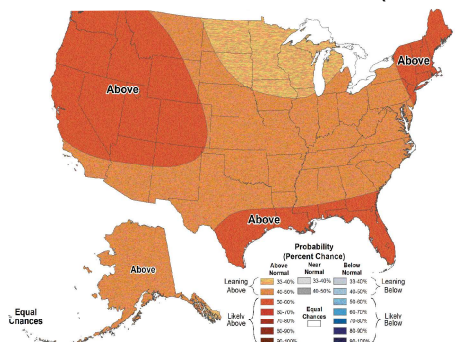 Above
Above
Above
Above
Equal
Chances
Probability
(Percent Chance)
Above
Normal
Near
Normal
Below
Normal
Leaning
Above
33-40%
40-50%
33-40%
40-50%
33-40%
40-50%
Leaning
Below
Likely
Above
50-60%
60-70%
70-80%
80-90%
90-100%
Equal
Chances
50-60%
60-70%
70-80%
80-90%
90-100%
Likely
Below